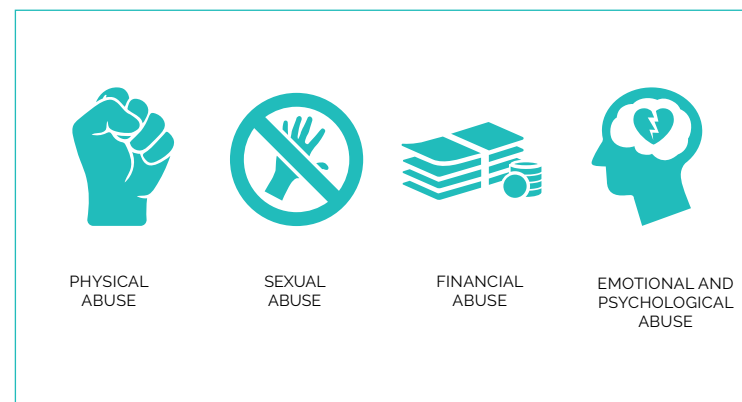 PHYSICAL
ABUSE
SEXUAL
ABUSE
FINANCIAL
ABUSE
EMOTIONAL AND
PSYCHOLOGICAL
ABUSE